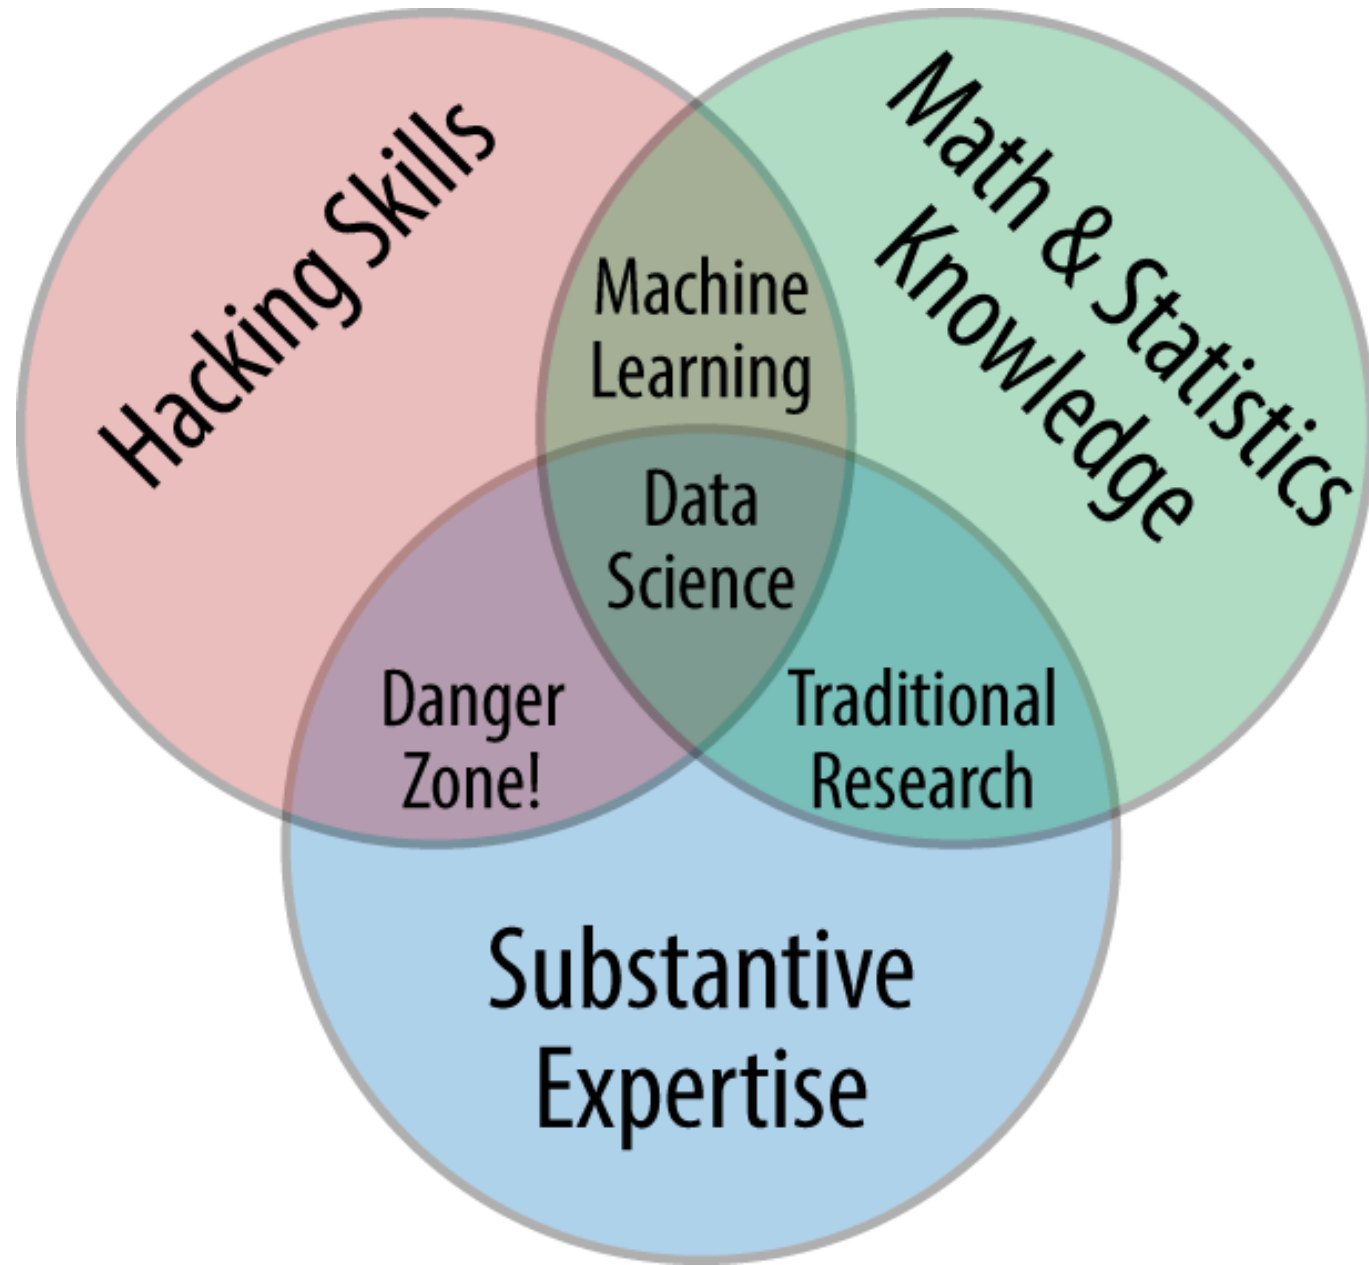 Hacking Skills
Math & Statistics
Knowledge
Machine
Learning
Data
Science
Danger
Zone!
Traditional
Research
Substantive
Expertise